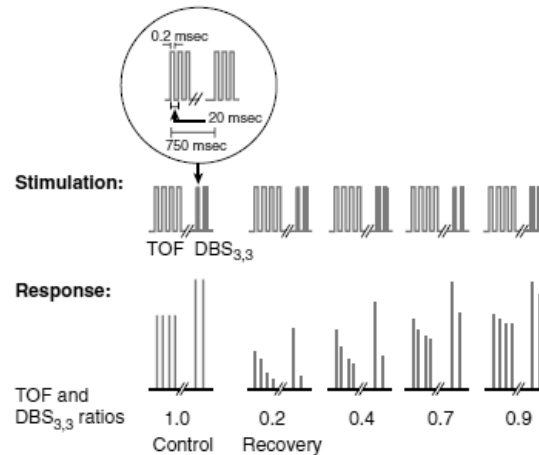 0.2 msec
20 msec
750 msec
Stimulation:
TOF DBS3,3
Response:
TOF and
DBS3,3 ratios
1.0 0.2 0.4 0.7 0.9
Control Recovery